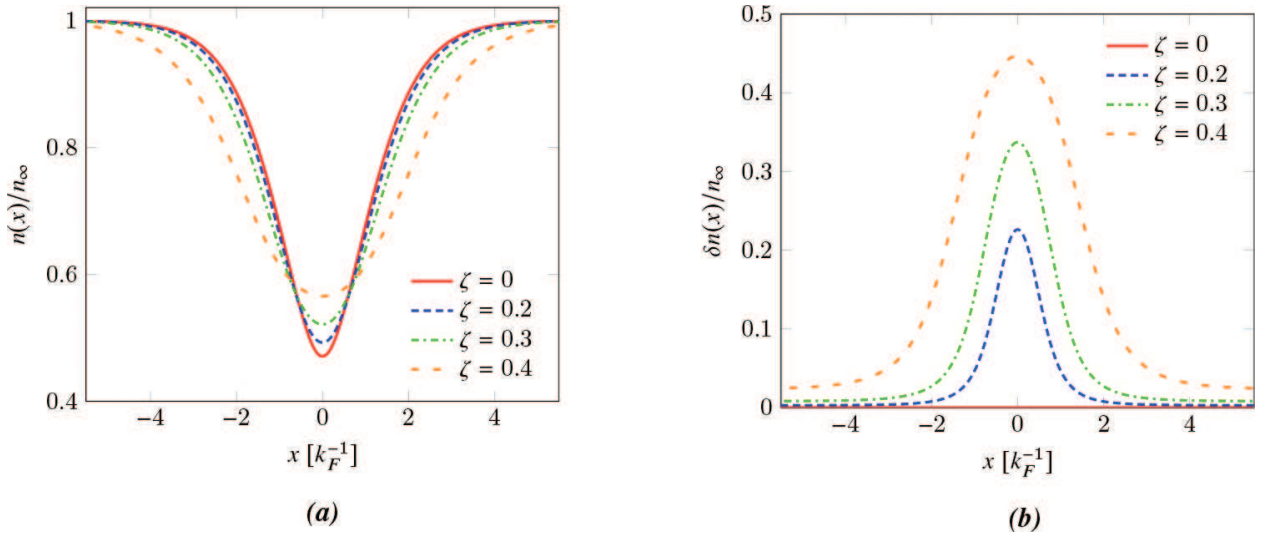 1
0.8
0.6
0.4
n(x)/n∞
−4 −2 0 2 4
x [k_F^{-1}]
ζ = 0
ζ = 0.2
ζ = 0.3
ζ = 0.4
(a)
0.5
0.4
0.3
0.2
0.1
0
δn(x)/n∞
−4 −2 0 2 4
x [k_F^{-1}]
ζ = 0
ζ = 0.2
ζ = 0.3
ζ = 0.4
(b)